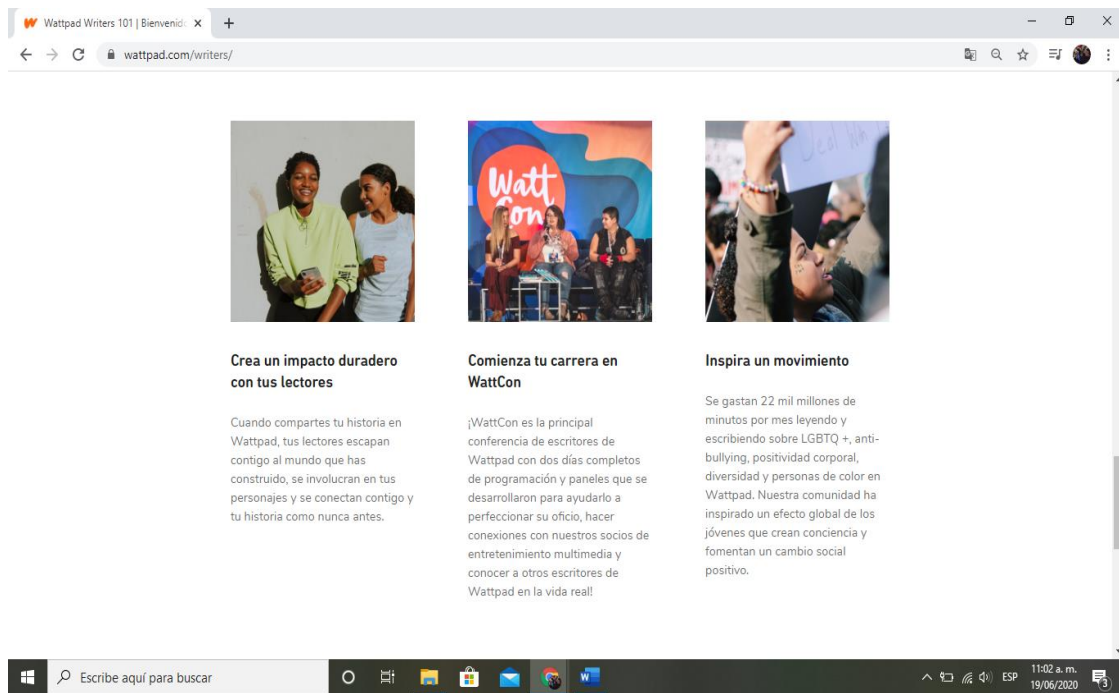 Wattpad Writers 101 | Bienvenid
wattpad.com/writers/
Watt
Con
Crea un impacto duradero
con tus lectores
Cuando compartes tu historia en
Wattpad, tus lectores escapan
contigo al mundo que has
construido, se involucran en tus
personajes y se conectan contigo y
tu historia como nunca antes.
Comienza tu carrera en
WattCon
¡WattCon es la principal
conferencia de escritores de
Wattpad con dos días completos
de programación y paneles que se
desarrollaron para ayudarlo a
perfeccionar su oficio, hacer
conexiones con nuestros socios de
entretenimiento multimedia y
conocer a otros escritores de
Wattpad en la vida real!
Inspira un movimiento
Se gastan 22 mil millones de
minutos por mes leyendo y
escribiendo sobre LGBTQ +, anti-
bullying, positividad corporal,
diversidad y personas de color en
Wattpad. Nuestra comunidad ha
inspirado un efecto global de los
jóvenes que crean conciencia y
fomentan un cambio social
positivo.
Escribe aquí para buscar
ESP
11:02 a. m.
19/06/2020
3